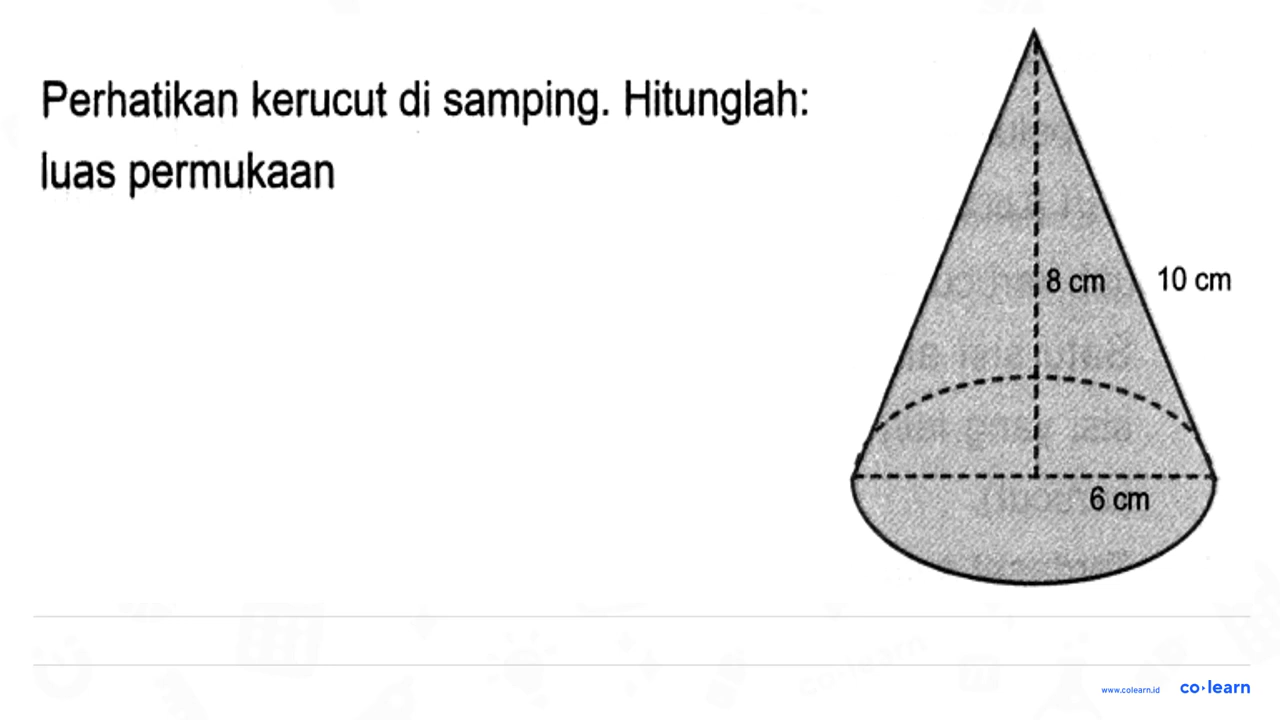 Perhatikan kerucut di samping. Hitunglah:
luas permukaan
8 cm
10 cm
6 cm
www.colearn.id
co·learn